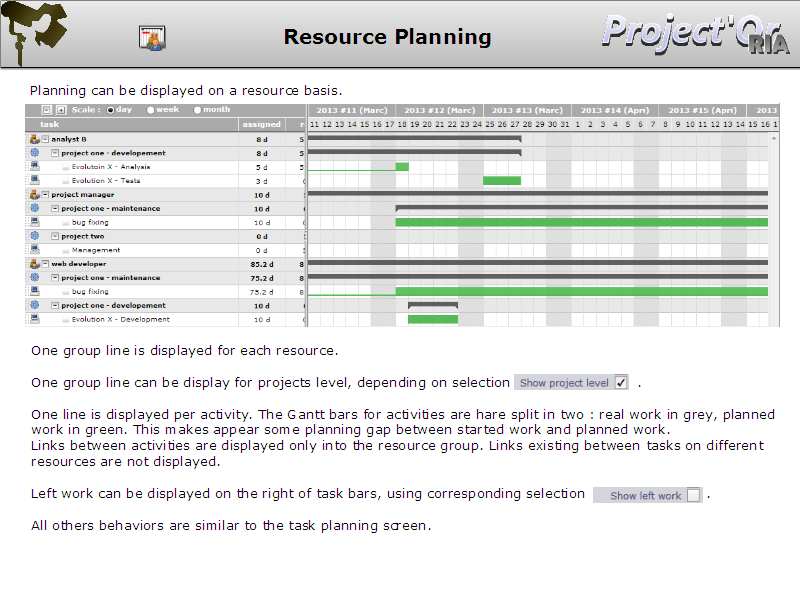 Resource Planning
Project'Or
RIA
Planning can be displayed on a resource basis.
Scale : day week month
2013 #11 (Marc) 2013 #12 (Marc) 2013 #13 (Marc) 2013 #14 (Apri) 2013 #15 (Apri) 2013
task assigned r
11 12 13 14 15 16 17 18 19 20 21 22 23 24 25 26 27 28 29 30 31 1 2 3 4 5 6 7 8 9 10 11 12 13 14 15 16 1
analyst B 8 d 5
project one - developement 8 d 5
Evolutoin X - Analysis 5 d 5
Evolution X - Tests 3 d
project manager 10 d
project one - maintenance 10 d
bug fixing 10 d
project two 0 d
Management 0 d
web developer 85.2 d 8
project one - maintenance 75.2 d 8
bug fixing 75.2 d 8
project one - developement 10 d
Evolution X - Development 10 d
One group line is displayed for each resource.
One group line can be display for projects level, depending on selection Show project level .
One line is displayed per activity. The Gantt bars for activities are hare split in two : real work in grey, planned
work in green. This makes appear some planning gap between started work and planned work.
Links between activities are displayed only into the resource group. Links existing between tasks on different
resources are not displayed.
Left work can be displayed on the right of task bars, using corresponding selection Show left work .
All others behaviors are similar to the task planning screen.